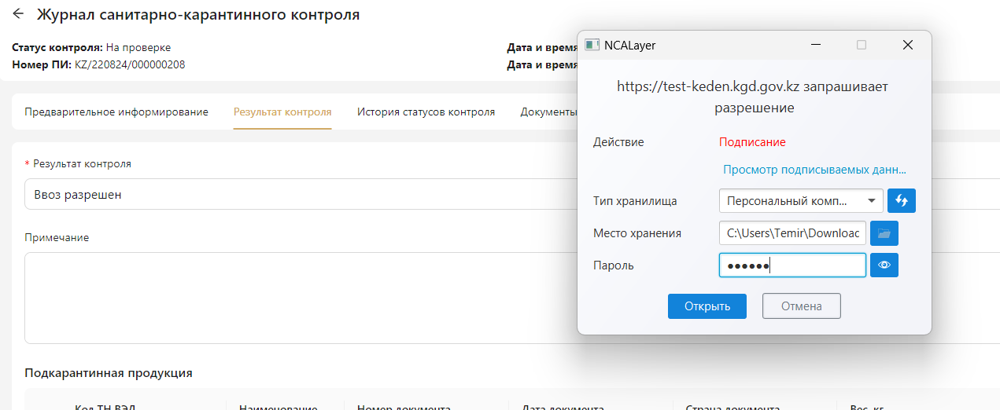 Журнал санитарно-карантинного контроля
Статус контроля: На проверке
Номер ПИ: KZ/220824/000000208
Дата и время
Дата и время
Предварительное информирование
Результат контроля
История статусов контроля
Документы
* Результат контроля
Ввоз разрешен
Примечание
Подкарантинная продукция
Код ТН ВЭД
Наименование
Номер документа
Дата документа
Страна документа
Вес, кг
NCALayer
https://test-keden.kgd.gov.kz запрашивает
разрешение
Действие
Подписание
Просмотр подписываемых данн...
Тип хранилища
Персональный комп...
Место хранения
C:\Users\Temir\Downloac
Пароль
Открыть
Отмена